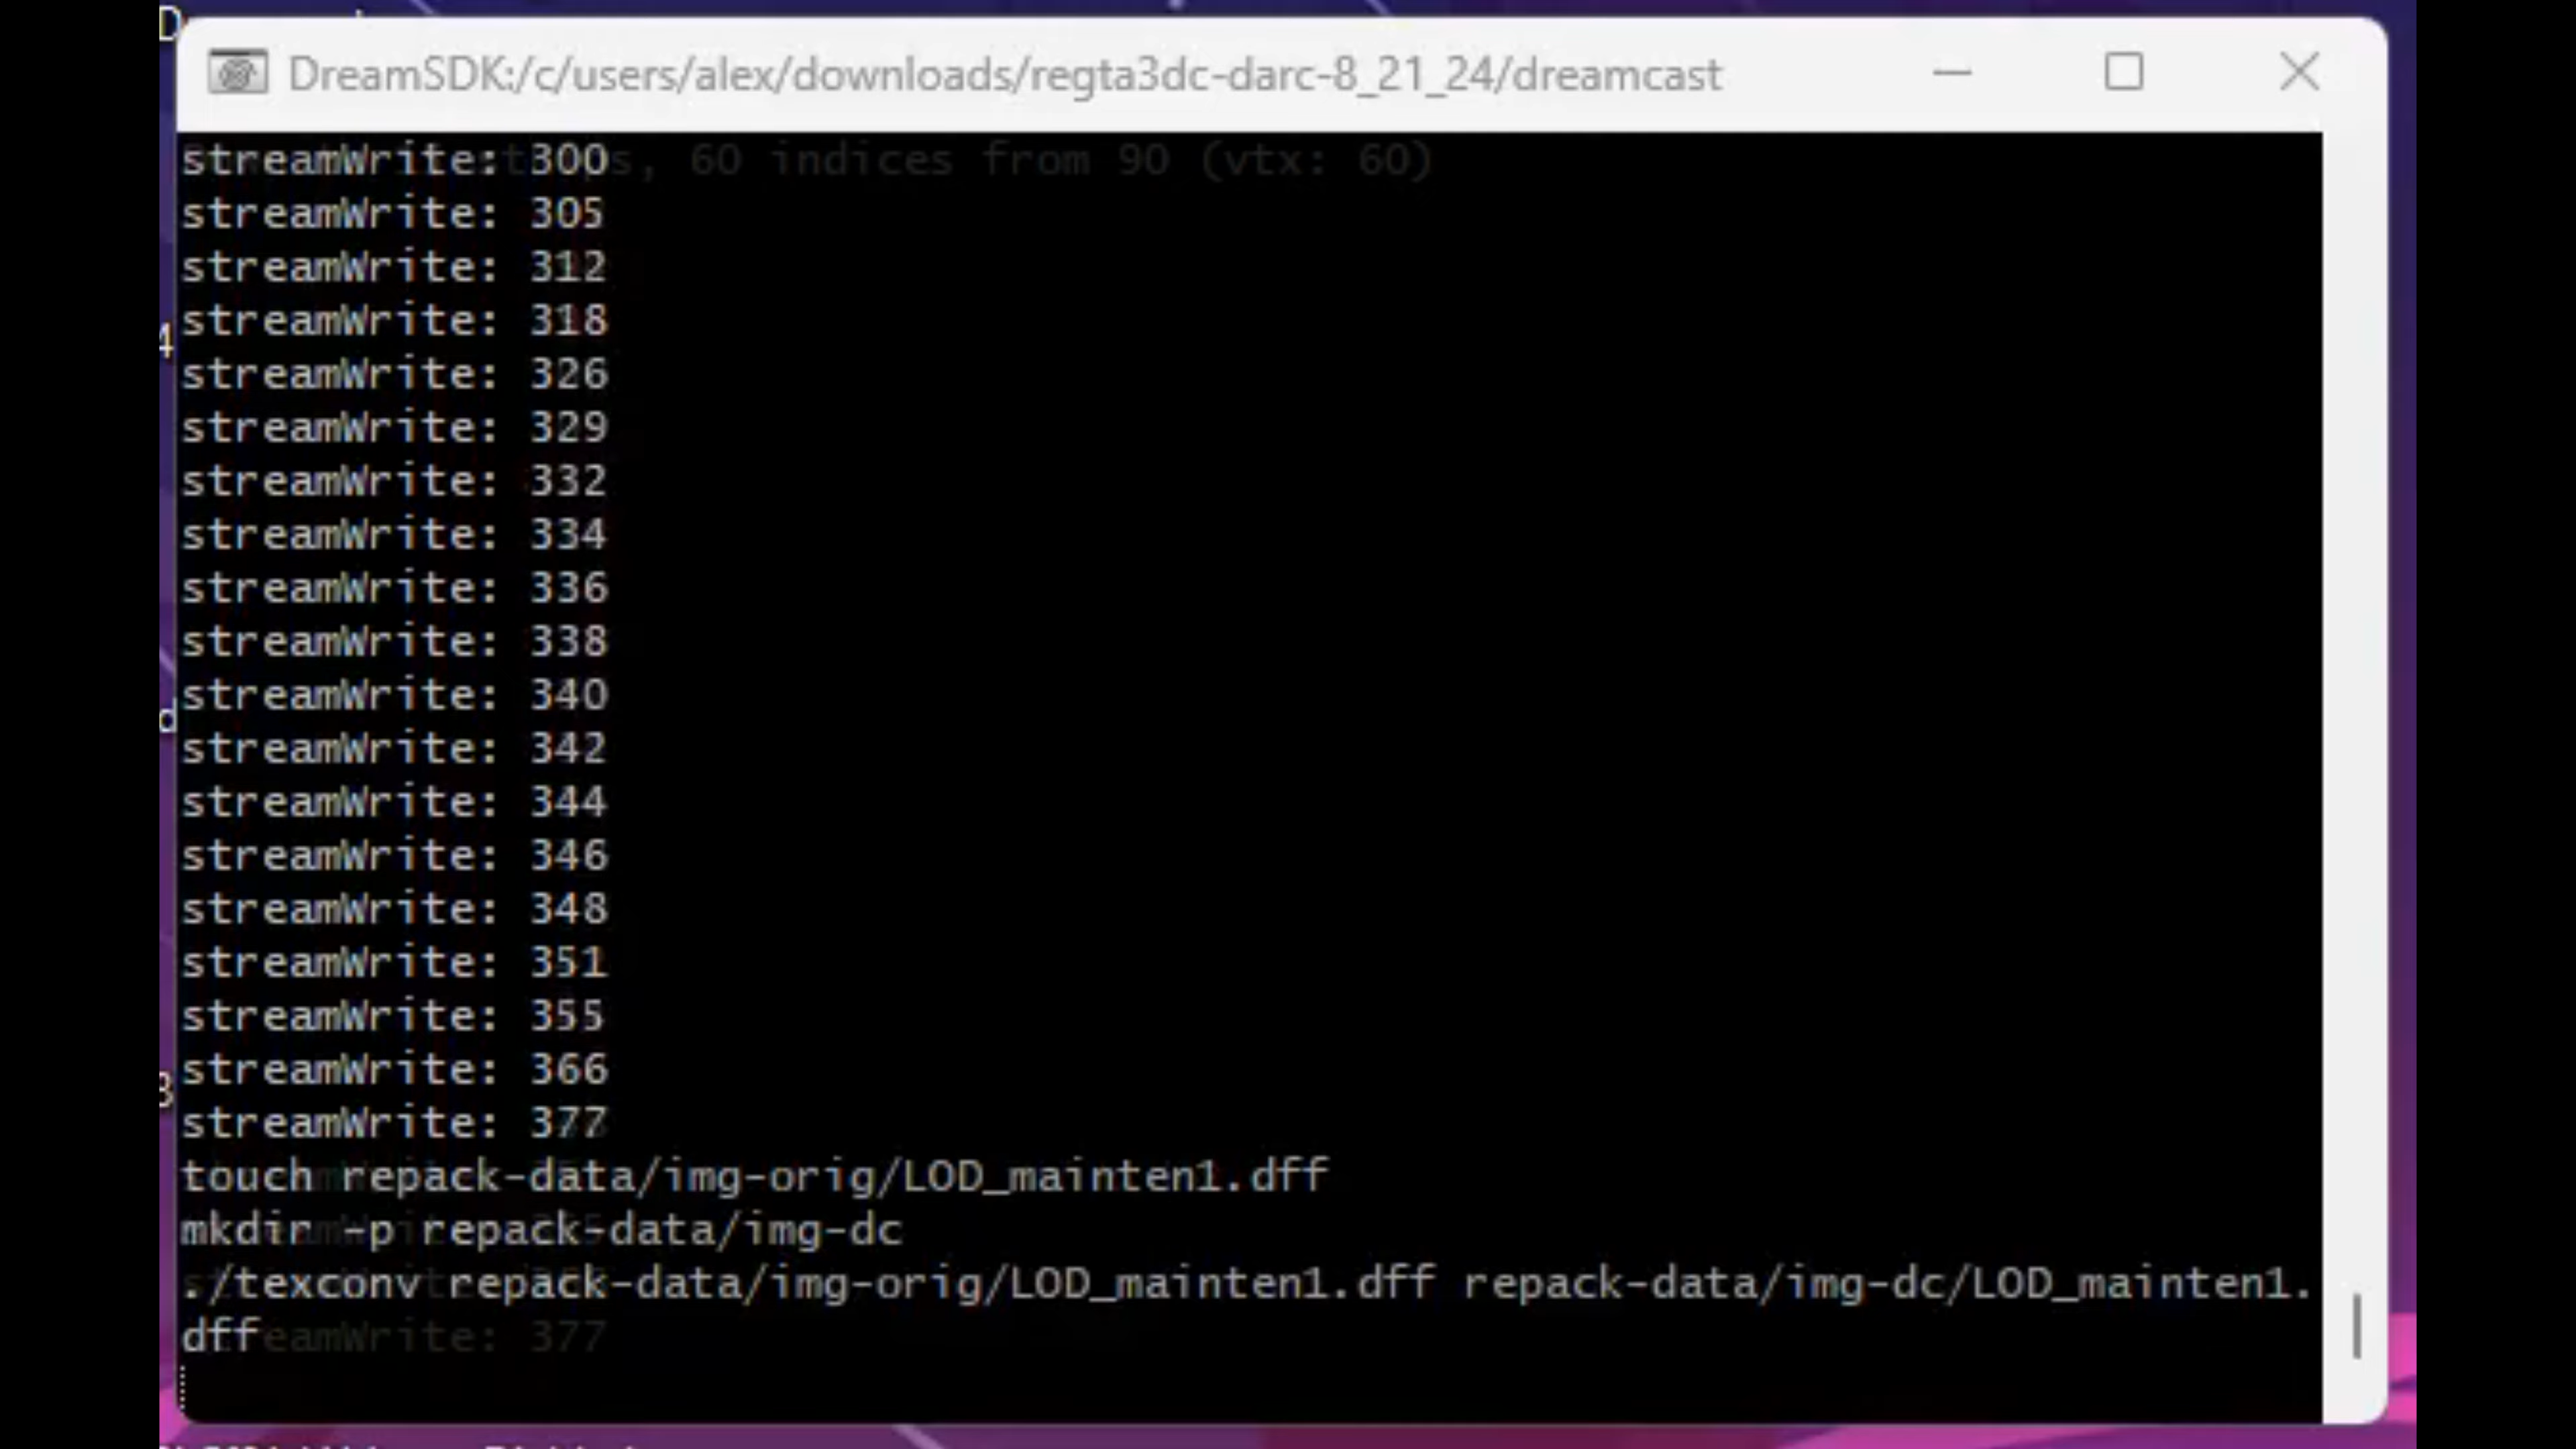 DreamSDK:/c/users/alex/downloads/regta3dc-darc-8_21_24/dreamcast
streamWrite: 300
streamWrite: 305
streamWrite: 312
streamWrite: 318
streamWrite: 326
streamWrite: 329
streamWrite: 332
streamWrite: 334
streamWrite: 336
streamWrite: 338
streamWrite: 340
streamWrite: 342
streamWrite: 344
streamWrite: 346
streamWrite: 348
streamWrite: 351
streamWrite: 355
streamWrite: 366
streamWrite: 377
touch repack-data/img-orig/LOD_mainten1.dff
mkdir -p repack-data/img-dc
./texconv repack-data/img-orig/LOD_mainten1.dff repack-data/img-dc/LOD_mainten1.
dff